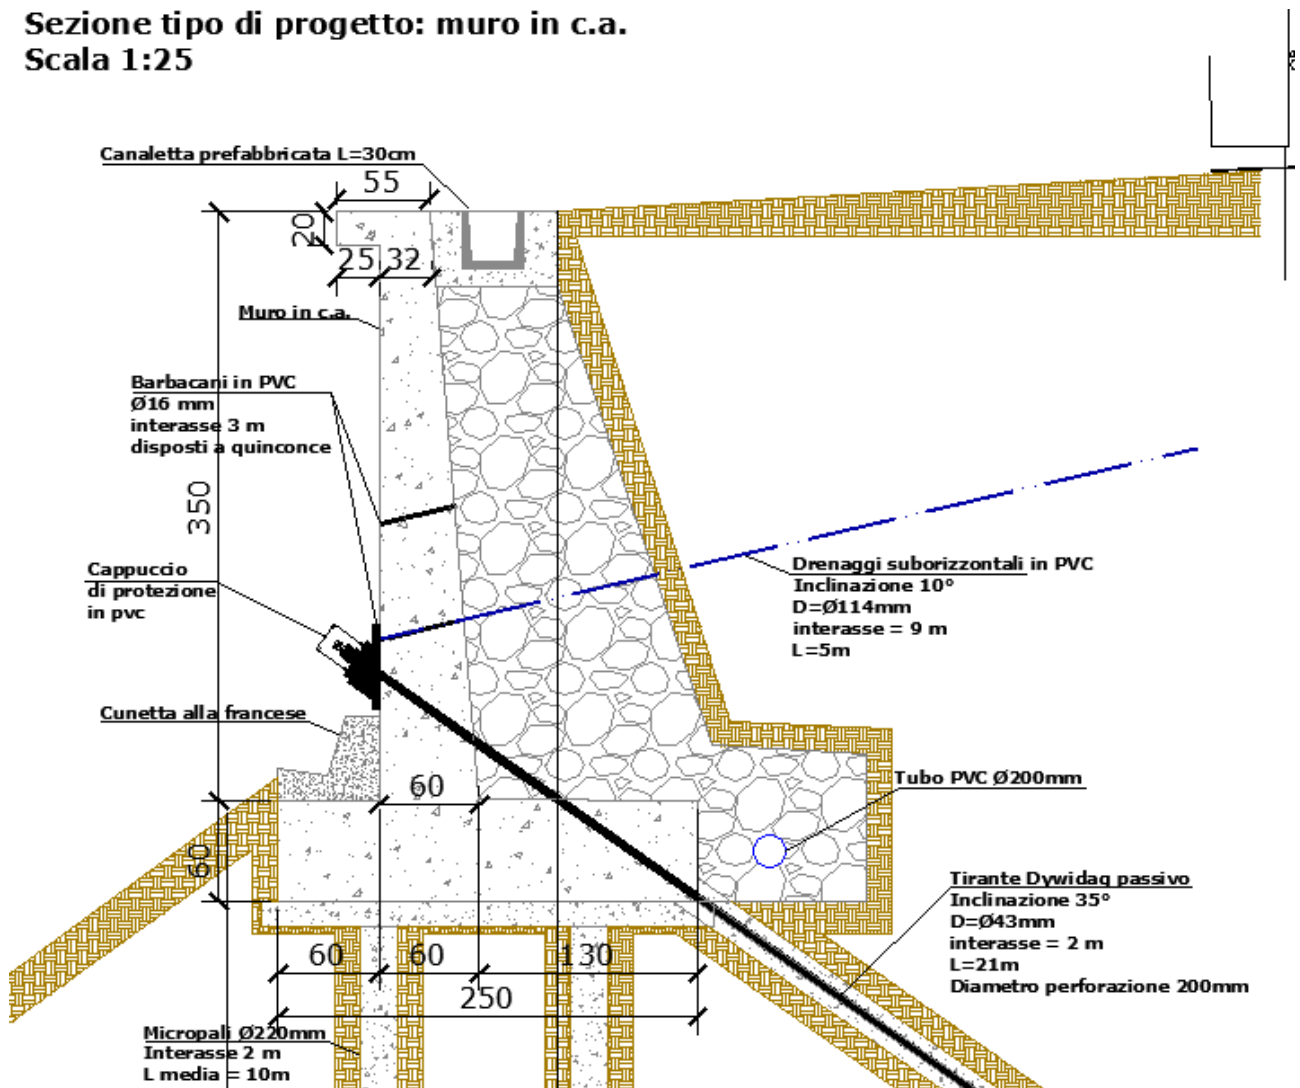 Sezione tipo di progetto: muro in c.a.
Scala 1:25
Canaletta prefabbricata L=30cm
55
20
25
32
Muro in c.a.
Barbacani in PVC
Ø16 mm
interasse 3 m
disposti a quinconce
350
Drenaggi suborizzontali in PVC
Inclinazione 10°
D=Ø114mm
interasse = 9 m
L=5m
Cappuccio
di protezione
in pvc
Cunetta alla francese
60
Tubo PVC Ø200mm
60
Tirante Dywidag passivo
Inclinazione 35°
D=Ø43mm
interasse = 2 m
L=21m
Diametro perforazione 200mm
60
60
130
250
Micropali Ø220mm
Interasse 2 m
L media = 10m